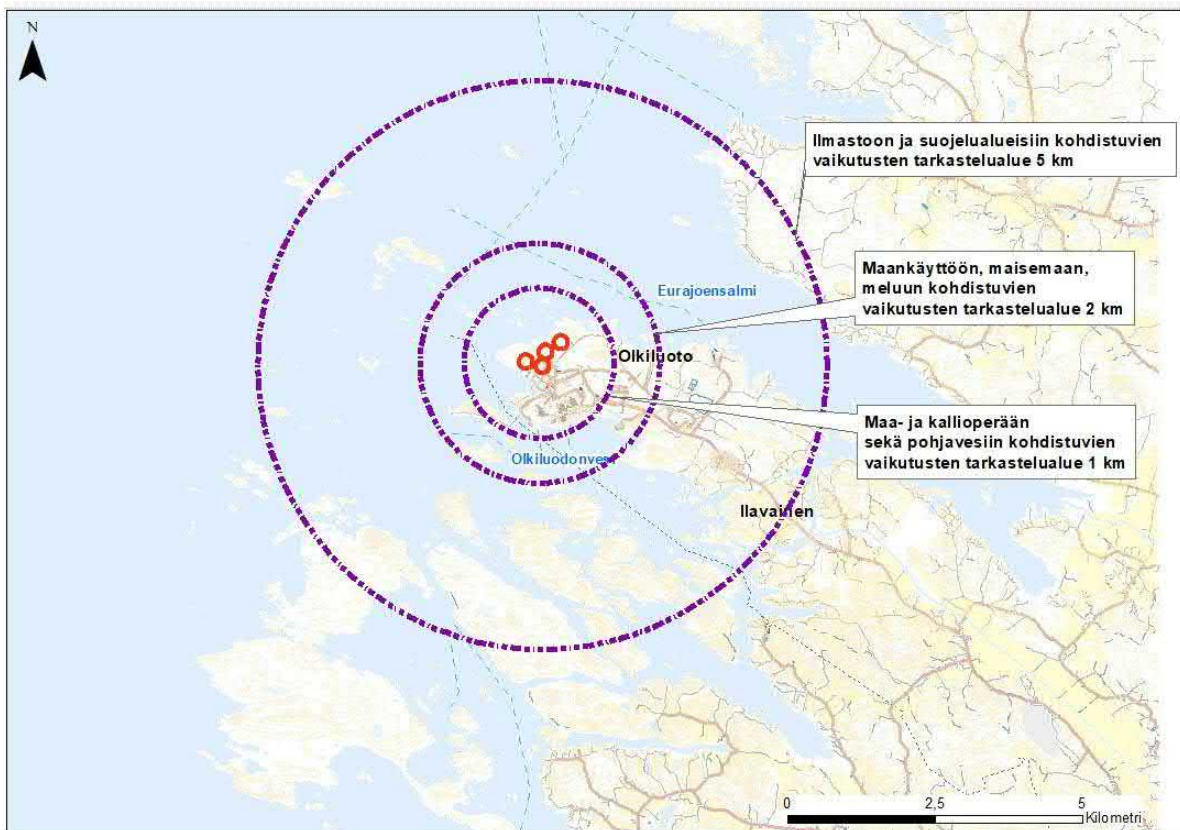 N
Ilmastoon ja suojelualueisiin kohdistuvien
vaikutusten tarkastelualue 5 km
Maankäyttöön, maisemaan,
meluun kohdistuvien
vaikutusten tarkastelualue 2 km
Eurajoensalmi
Olkiluoto
Maa- ja kallioperään
sekä pohjavesiin kohdistuvien
vaikutusten tarkastelualue 1 km
Olkiluodonves
Ilavainen
0 2,5 5
Kilometri